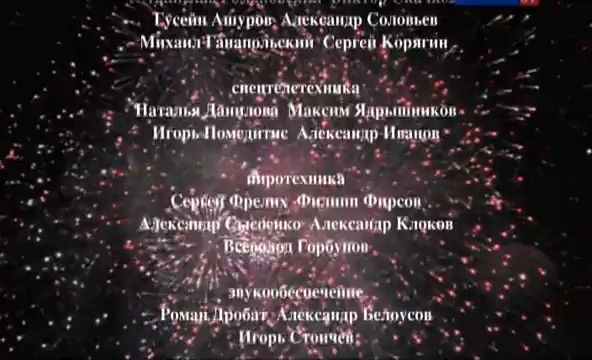 Гусейн Ашуров Александр Соловьев
Михаил Ганапольский Сергей Корягин
спецтелетехника
Наталья Данилова Максим Ядрышников
Игорь Помедитис Александр Иванов
пиротехника
Сергей Фрелих Филипп Фирсов
Александр Сысоенко Александр Клоков
Всеволод Горбунов
звукообеспечение
Роман Дробат Александр Белоусов
Игорь Стойчев